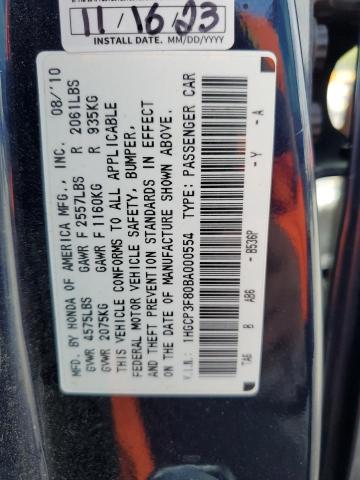 11/16/23
INSTALL DATE. MM/DD/YYYY
MFD. BY HONDA OF AMERICA MFG., INC. 08/'10
GVWR 4575LBS GAWR F 2557LBS R 2061LBS
GVWR 2075KG GAWR F 1160KG R 935KG
THIS VEHICLE CONFORMS TO ALL APPLICABLE
FEDERAL MOTOR VEHICLE SAFETY, BUMPER,
AND THEFT PREVENTION STANDARDS IN EFFECT
ON THE DATE OF MANUFACTURE SHOWN ABOVE.
V.I.N.: 1HGCP3F80BA000554 TYPE: PASSENGER CAR
TA6 B AB6 - B536P - Y - A